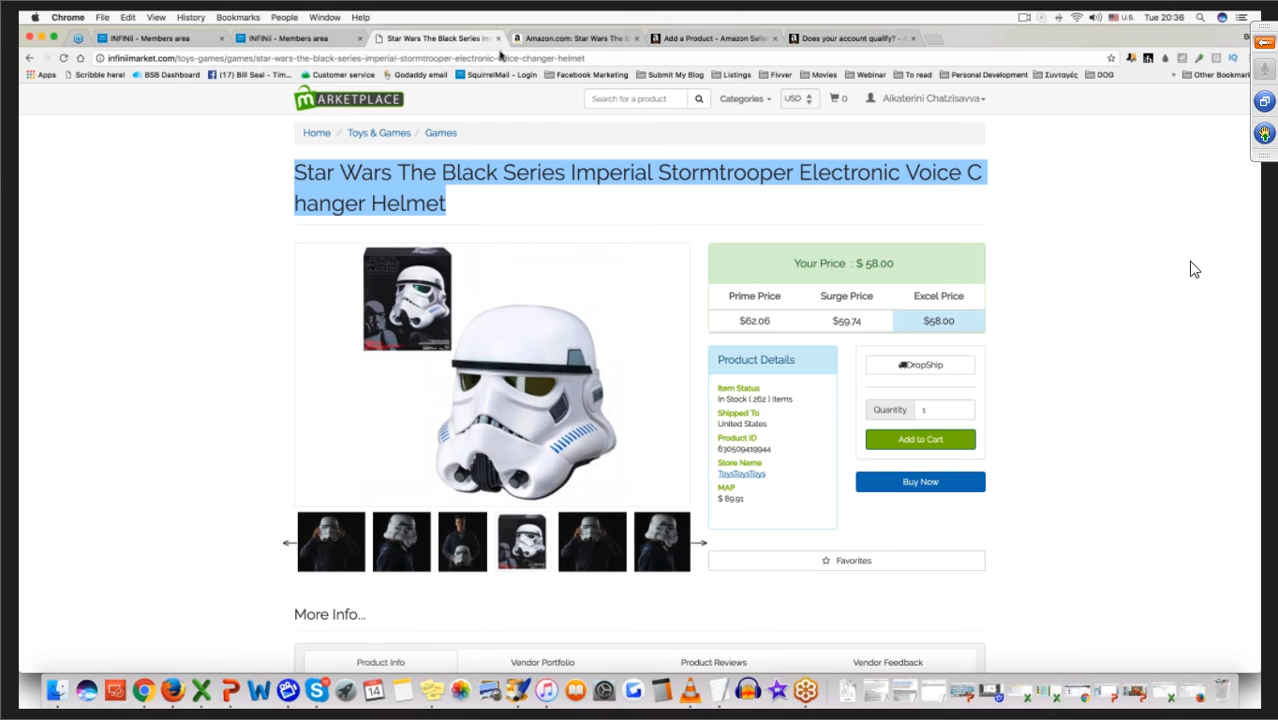 Chrome File Edit View History Bookmarks People Window Help U.S. Tue 20:36
INFINii - Members area INFINii - Members area Star Wars The Black Series Im Amazon.com: Star Wars The B Add a Product - Amazon Selle Does your account qualify? - A
infiniimarket.com/toys-games/games/star-wars-the-black-series-imperial-stormtrooper-electronic-voice-changer-helmet
Apps Scribble here! BSB Dashboard (17) Bill Seal - Tim... Customer service Godaddy email SquirrelMail - Login Facebook Marketing Submit My Blog Listings Fivver Movies Webinar To read Personal Development Συνταγές DOG » Other Bookmark
MARKETPLACE Search for a product Categories USD 0 Aikaterini Chatzisavva
Home / Toys & Games / Games
Star Wars The Black Series Imperial Stormtrooper Electronic Voice C
hanger Helmet
Your Price : $ 58.00
Prime Price Surge Price Excel Price
$62.06 $59.74 $58.00
Product Details
DropShip
Item Status
In Stock ( 262 ) Items
Shipped To
United States
Quantity 1
Product ID
630509419944
Add to Cart
Store Name
ToysToysToys
MAP
$ 89.91
Buy Now
Favorites
More Info...
Product Info Vendor Portfolio Product Reviews Vendor Feedback
14